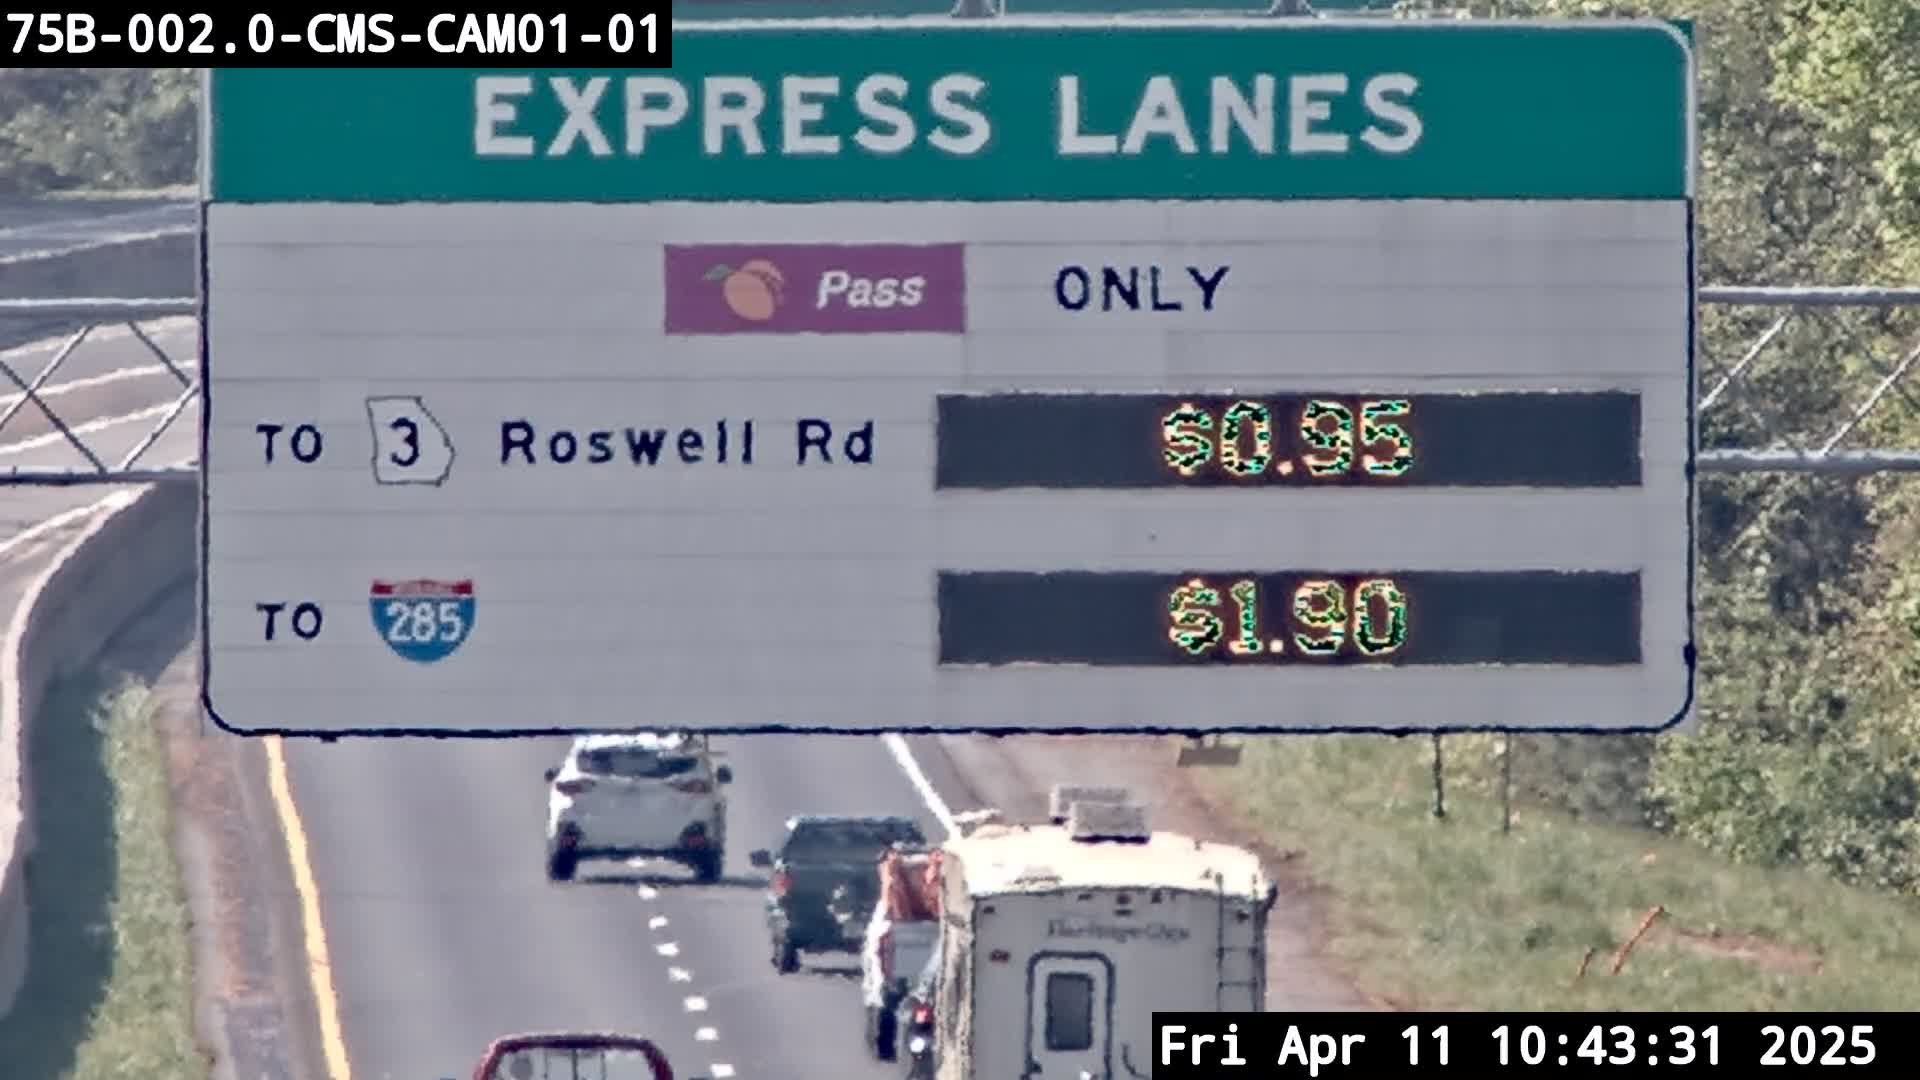 75B-002.0-CMS-CAM01-01
EXPRESS LANES
Pass ONLY
TO 3 Roswell Rd $0.95
TO 285 $1.90
Fri Apr 11 10:43:31 2025